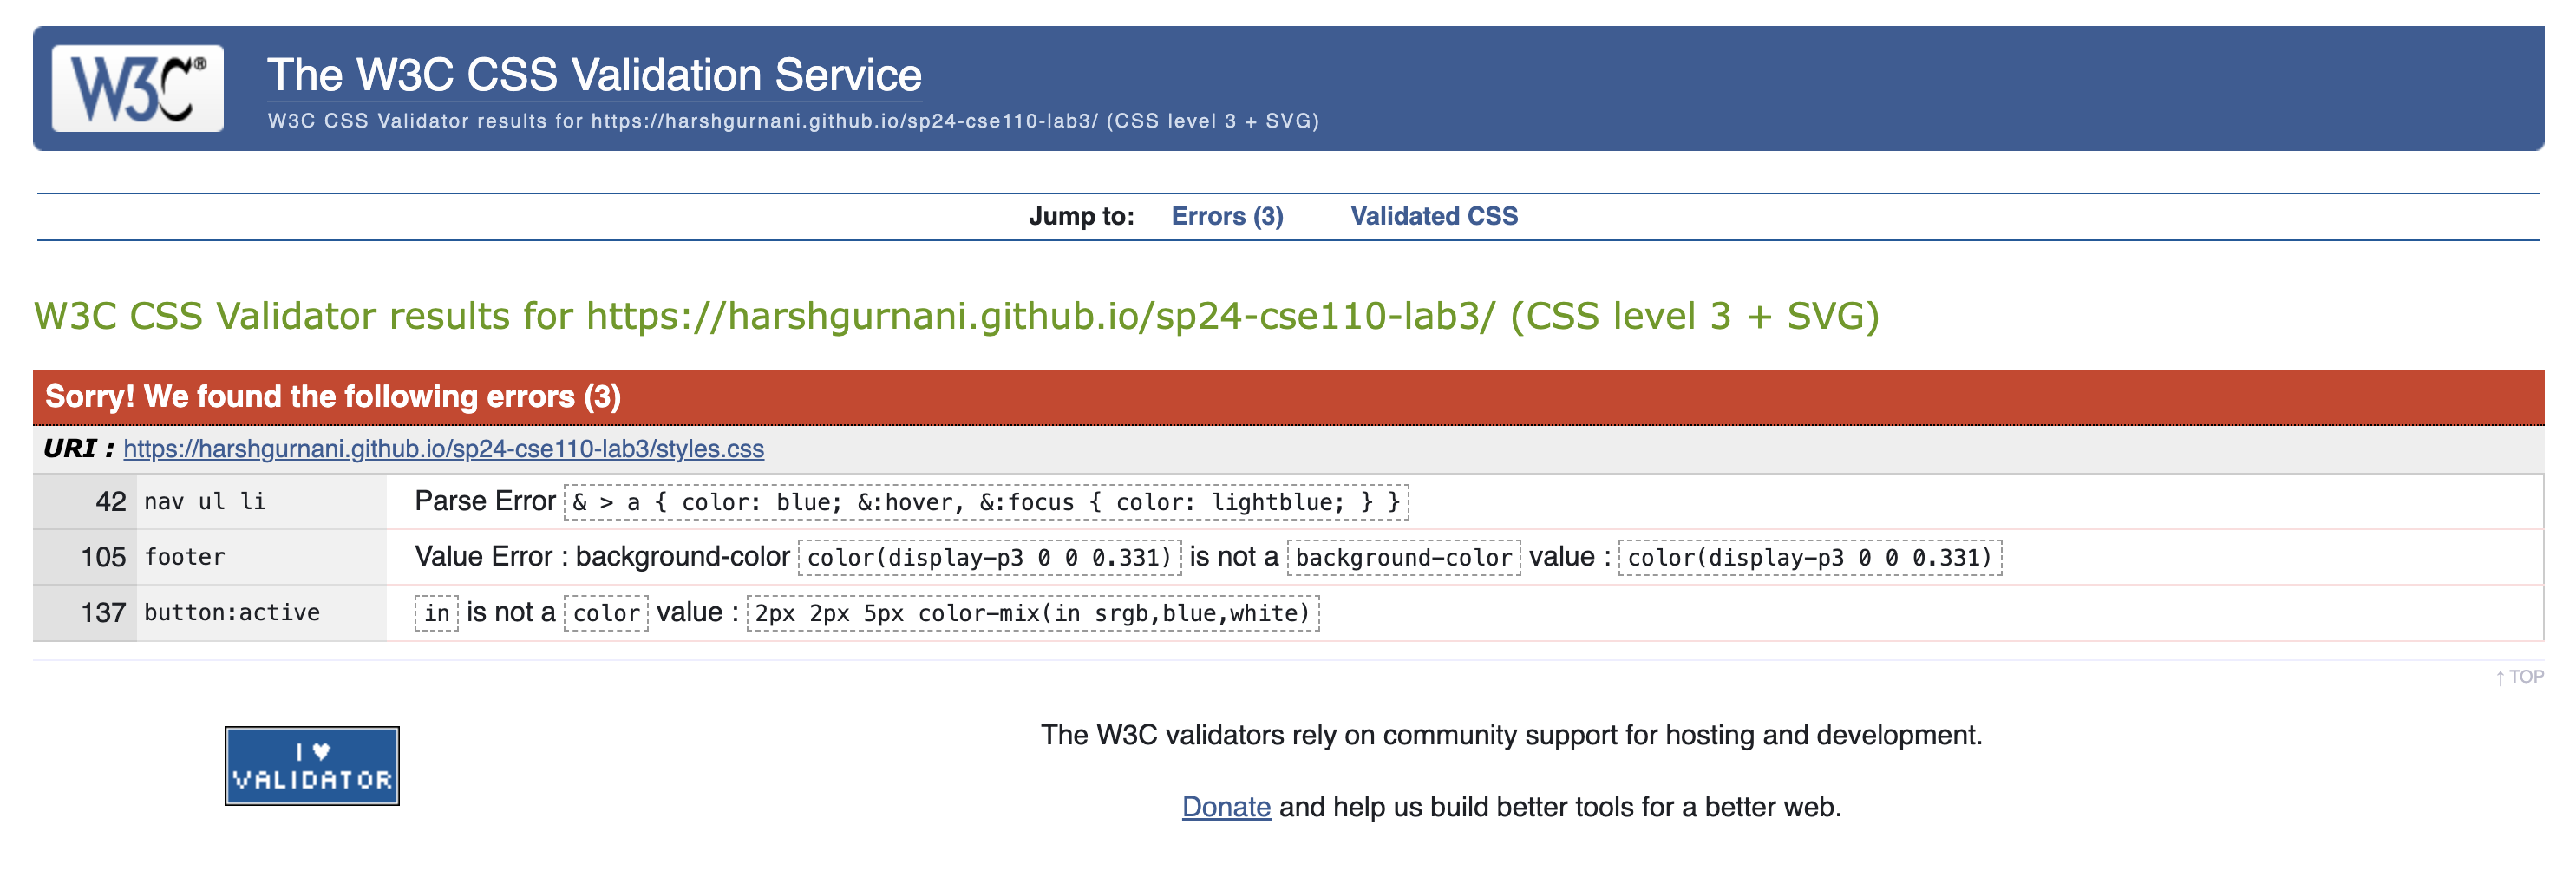 W3C®
The W3C CSS Validation Service
W3C CSS Validator results for https://harshgurnani.github.io/sp24-cse110-lab3/ (CSS level 3 + SVG)
Jump to: Errors (3) Validated CSS
W3C CSS Validator results for https://harshgurnani.github.io/sp24-cse110-lab3/ (CSS level 3 + SVG)
Sorry! We found the following errors (3)
URI : https://harshgurnani.github.io/sp24-cse110-lab3/styles.css
42 nav ul li Parse Error & > a { color: blue; &:hover, &:focus { color: lightblue; } }
105 footer Value Error : background-color color(display-p3 0 0 0.331) is not a background-color value : color(display-p3 0 0 0.331)
137 button:active in is not a color value : 2px 2px 5px color-mix(in srgb,blue,white)
↑ TOP
I ♥
VALIDATOR
The W3C validators rely on community support for hosting and development.
Donate and help us build better tools for a better web.